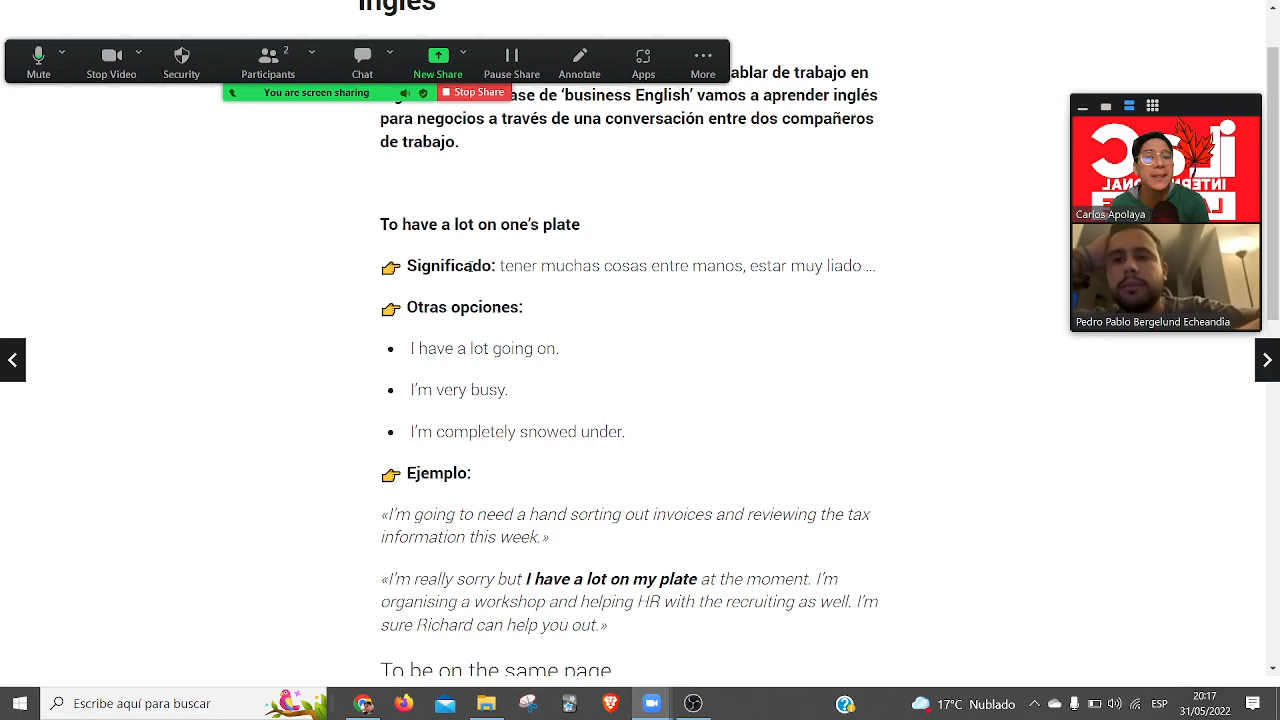 inglés
Mute
Stop Video
Security
Participants
2
Chat
New Share
Pause Share
Annotate
Apps
More
You are screen sharing
Stop Share
ablar de trabajo en
ase de ‘business English’ vamos a aprender inglés
para negocios a través de una conversación entre dos compañeros
de trabajo.
To have a lot on one’s plate
Significado: tener muchas cosas entre manos, estar muy liado …
Otras opciones:
I have a lot going on.
I’m very busy.
I’m completely snowed under.
Ejemplo:
«I’m going to need a hand sorting out invoices and reviewing the tax
information this week.»
«I’m really sorry but I have a lot on my plate at the moment. I’m
organising a workshop and helping HR with the recruiting as well. I’m
sure Richard can help you out.»
To be on the same page
ILSC
INTERNATIONAL
Carlos Apolaya
Pedro Pablo Bergelund Echeandia
Escribe aquí para buscar
17°C Nublado
ESP
20:17
31/05/2022